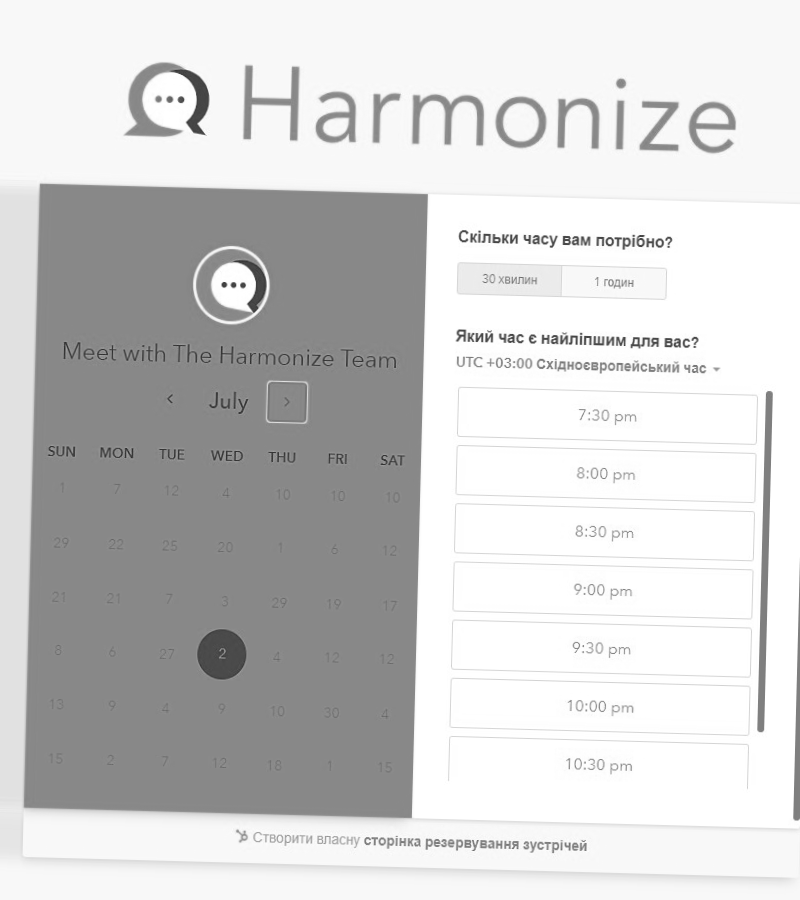 Harmonize
Meet with The Harmonize Team
July
SUN MON TUE WED THU FRI SAT
1 7 12 4 10 10 10
29 22 25 20 1 6 12
21 21 7 3 29 19 17
8 6 27 2 4 12 12
13 9 4 9 10 30 4
15 2 7 12 18 1 15
Скільки часу вам потрібно?
30 хвилин 1 годин
Який час є найліпшим для вас?
UTC +03:00 Східноєвропейський час
7:30 pm
8:00 pm
8:30 pm
9:00 pm
9:30 pm
10:00 pm
10:30 pm
Створити власну сторінка резервування зустрічей